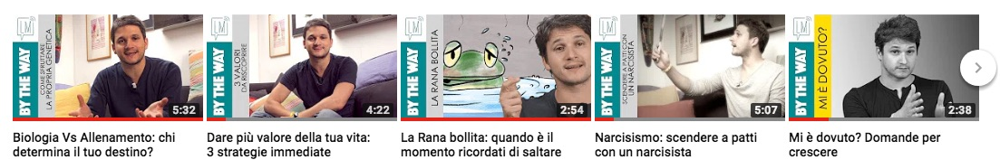 LM
BY THE WAY
COME SFRUTTARE
LA PROPRIA GENETICA
5:32
Biologia Vs Allenamento: chi
determina il tuo destino?
LM
BY THE WAY
3 VALORI
DA RISCOPRIRE
4:22
Dare più valore della tua vita:
3 strategie immediate
LM
BY THE WAY
LA RANA BOLLITA
2:54
La Rana bollita: quando è il
momento ricordati di saltare
LM
BY THE WAY
SCENDERE A PATTI CON
UN NARCISISTA
5:07
Narcisismo: scendere a patti
con un narcisista
LM
BY THE WAY
MI È DOVUTO?
2:38
Mi è dovuto? Domande per
crescere